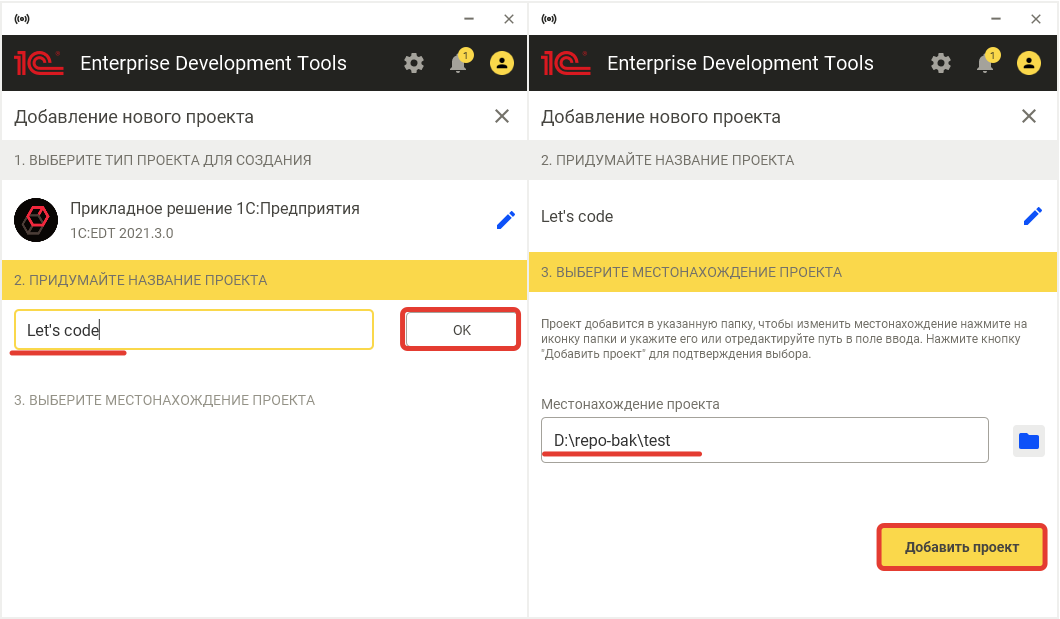 1С Enterprise Development Tools 1
Добавление нового проекта
1. ВЫБЕРИТЕ ТИП ПРОЕКТА ДЛЯ СОЗДАНИЯ
Прикладное решение 1С:Предприятия
1C:EDT 2021.3.0
2. ПРИДУМАЙТЕ НАЗВАНИЕ ПРОЕКТА
Let's code
OK
3. ВЫБЕРИТЕ МЕСТОНАХОЖДЕНИЕ ПРОЕКТА
1С Enterprise Development Tools 1
Добавление нового проекта
2. ПРИДУМАЙТЕ НАЗВАНИЕ ПРОЕКТА
Let's code
3. ВЫБЕРИТЕ МЕСТОНАХОЖДЕНИЕ ПРОЕКТА
Проект добавится в указанную папку, чтобы изменить местонахождение нажмите на
иконку папки и укажите его или отредактируйте путь в поле ввода. Нажмите кнопку
"Добавить проект" для подтверждения выбора.
Местонахождение проекта
D:\repo-bak\test
Добавить проект